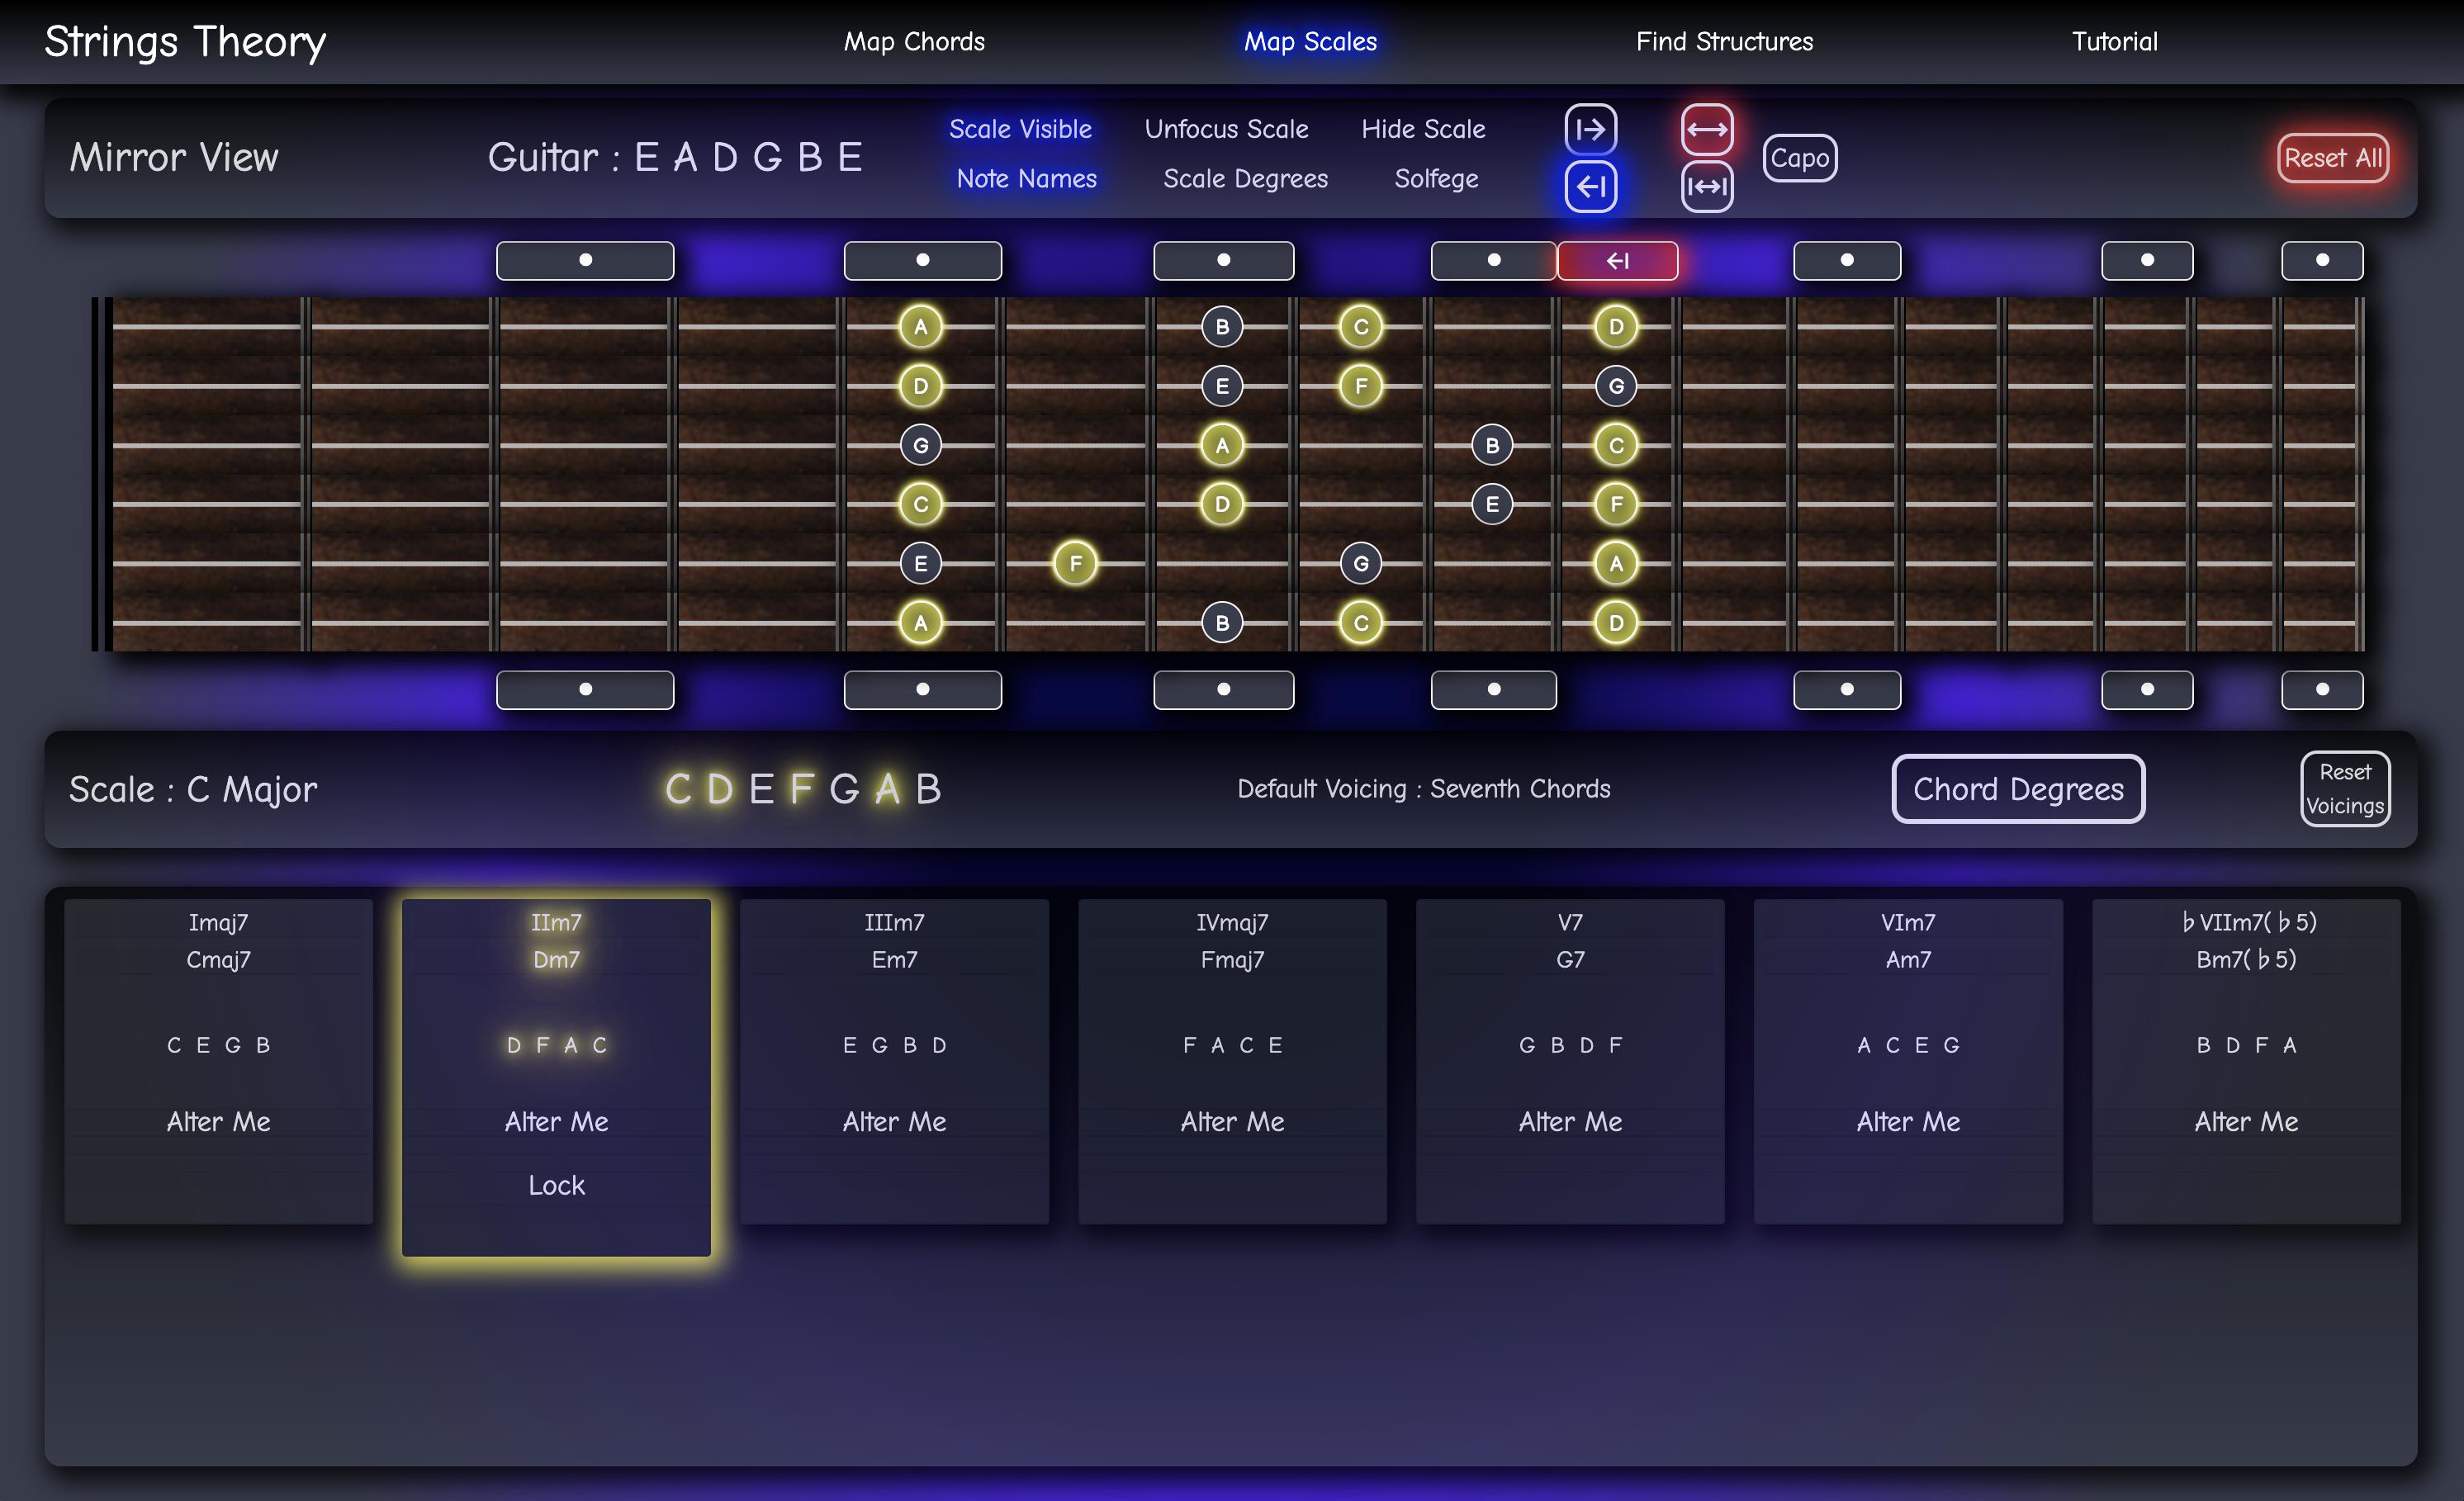 Strings Theory Map Chords Map Scales Find Structures Tutorial
Mirror View
Guitar : E A D G B E
Scale Visible Unfocus Scale Hide Scale
Note Names Scale Degrees Solfege
Capo
Reset All
A B C D
D E F G
G A B C
C D E F
E F G A
A B C D
Scale : C Major
C D E F G A B
Default Voicing : Seventh Chords
Chord Degrees
Reset
Voicings
Imaj7 IIm7 IIIm7 IVmaj7 V7 VIm7 ♭VIIm7(♭5)
Cmaj7 Dm7 Em7 Fmaj7 G7 Am7 Bm7(♭5)
C E G B D F A C E G B D F A C E G B D F A C E G B D F A
Alter Me Alter Me Alter Me Alter Me Alter Me Alter Me Alter Me
Lock